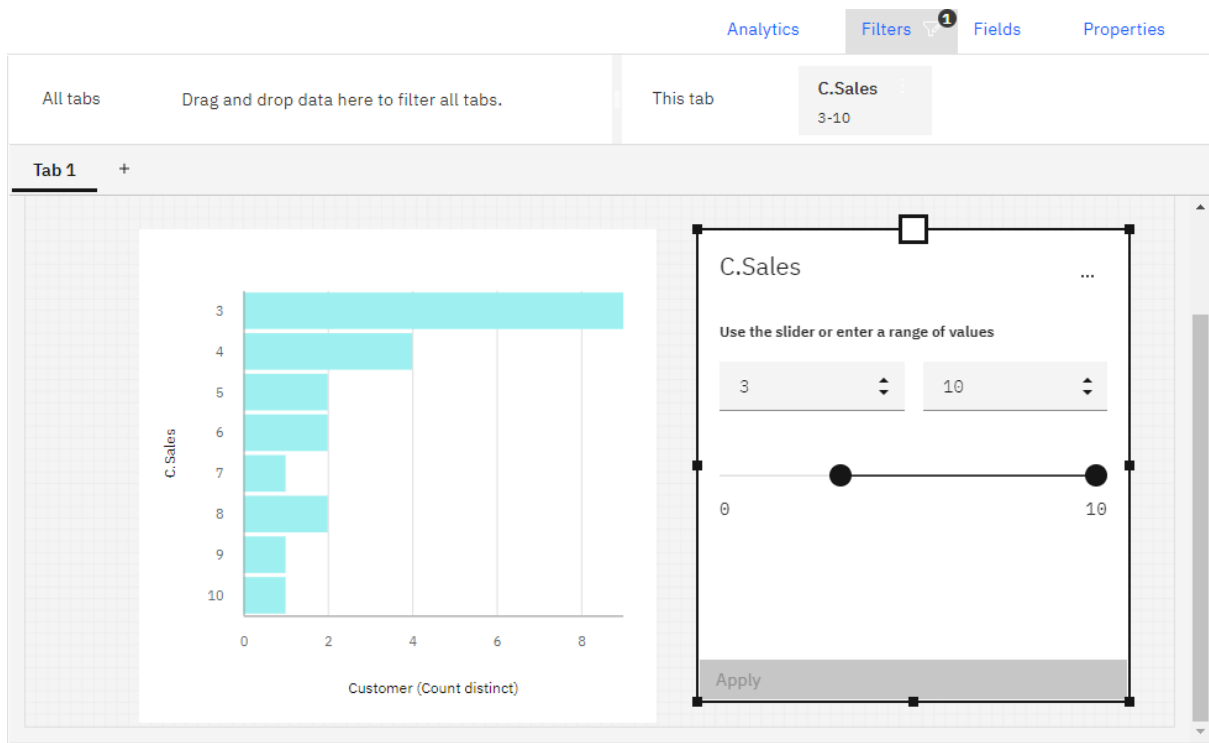 Analytics
Filters
1
Fields
Properties
All tabs
Drag and drop data here to filter all tabs.
This tab
C.Sales
3-10
Tab 1
+
C.Sales
3
4
5
6
7
8
9
10
0 2 4 6 8
Customer (Count distinct)
C.Sales
...
Use the slider or enter a range of values
3
10
0
10
Apply